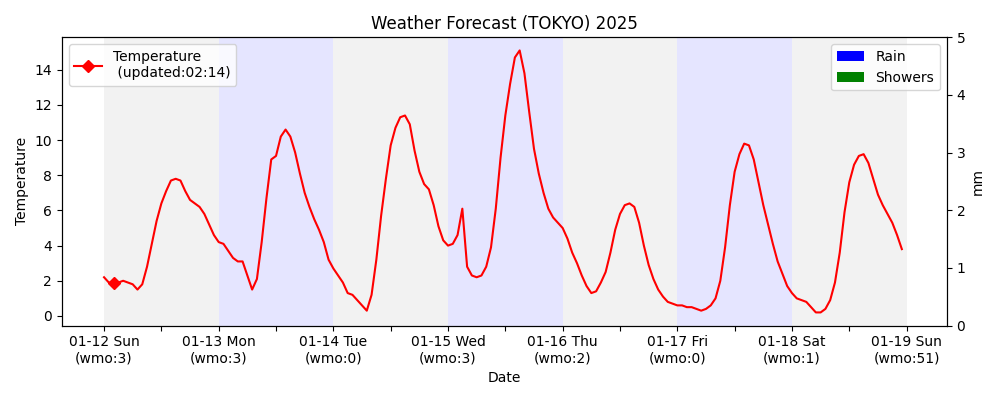 Weather Forecast (TOKYO) 2025
Temperature
(updated:02:14)
Rain
Showers
Temperature
14
12
10
8
6
4
2
0
5
4
3
2
1
0
mm
01-12 Sun
(wmo:3)
01-13 Mon
(wmo:3)
01-14 Tue
(wmo:0)
01-15 Wed
(wmo:3)
01-16 Thu
(wmo:2)
01-17 Fri
(wmo:0)
01-18 Sat
(wmo:1)
01-19 Sun
(wmo:51)
Date